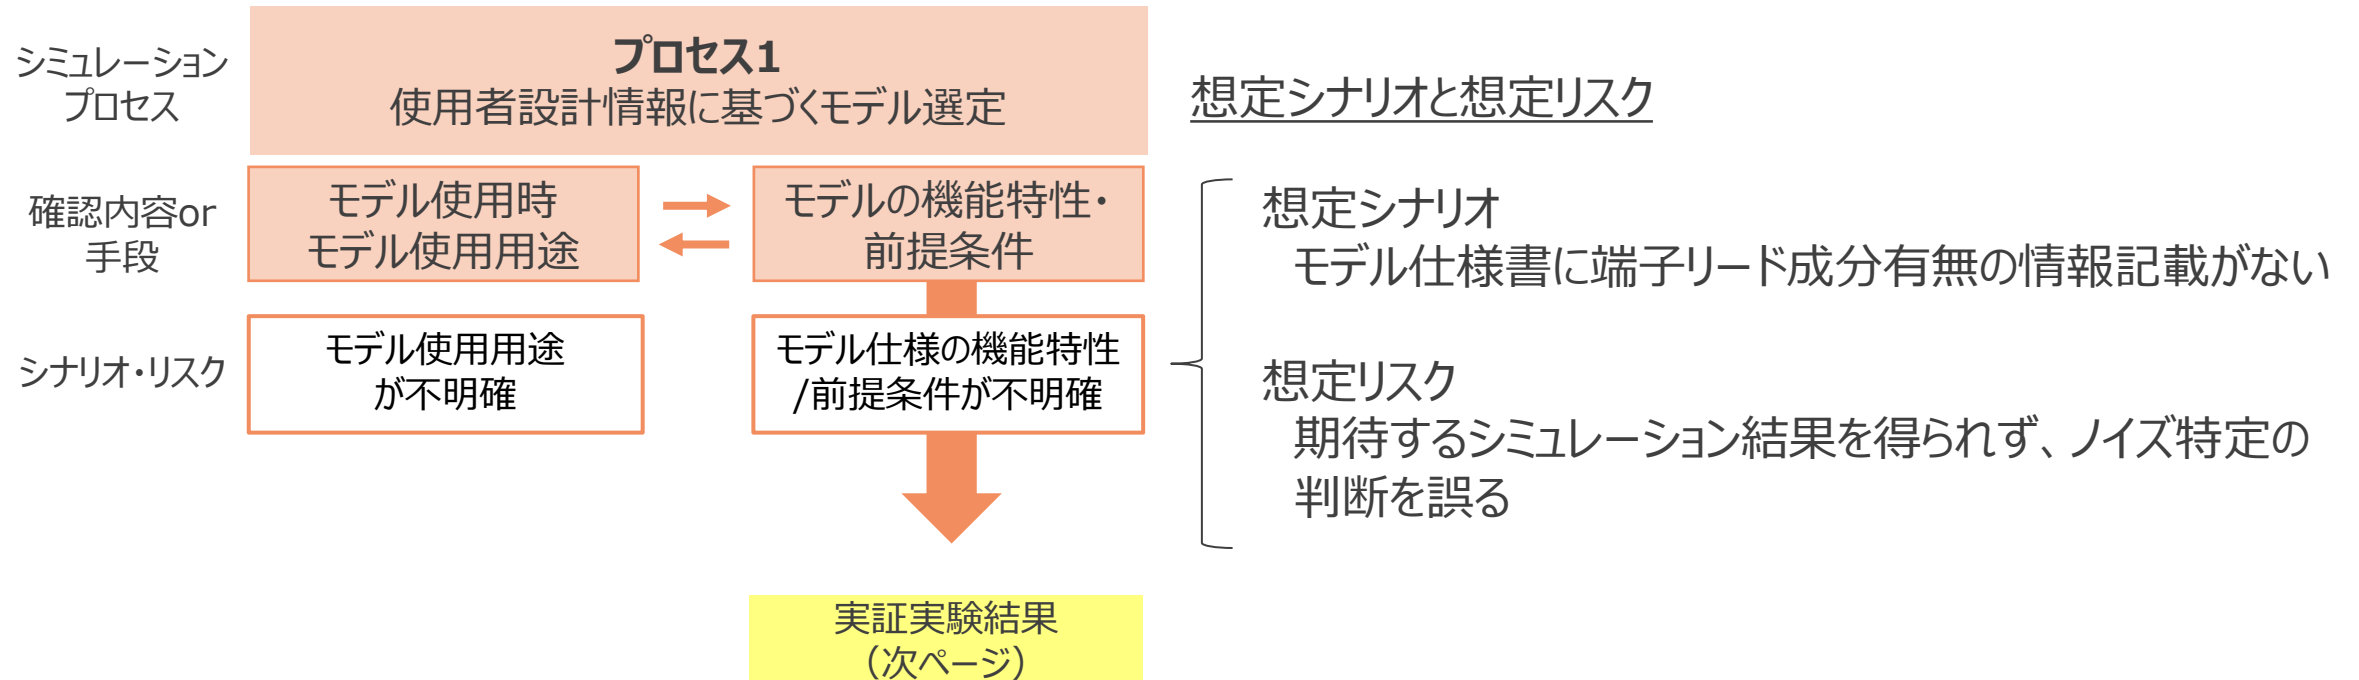 シミュレーション
プロセス
プロセス1
使用者設計情報に基づくモデル選定
想定シナリオと想定リスク
確認内容or
手段
モデル使用時
モデル使用用途
モデルの機能特性・
前提条件
シナリオ・リスク
モデル使用用途
が不明確
モデル仕様の機能特性
/前提条件が不明確
想定シナリオ
モデル仕様書に端子リード成分有無の情報記載がない
想定リスク
期待するシミュレーション結果を得られず、ノイズ特定の
判断を誤る
実証実験結果
（次ページ）